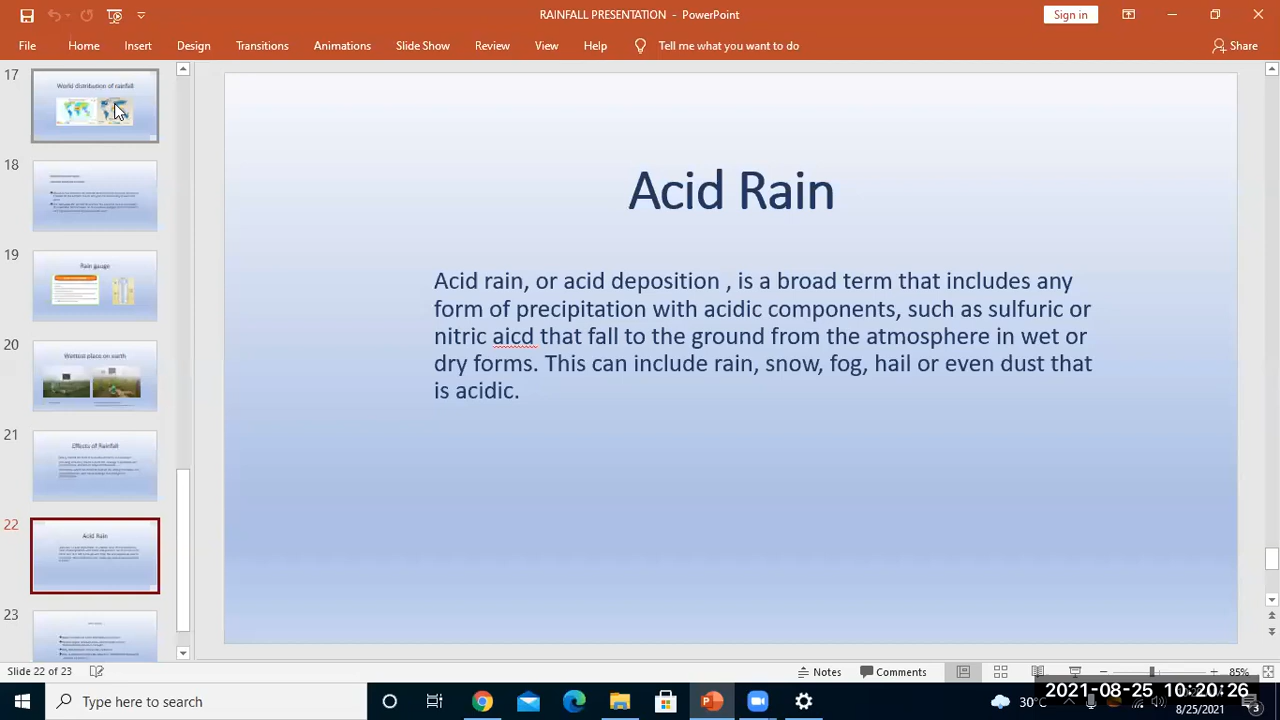 RAINFALL PRESENTATION - PowerPoint
Sign in
File Home Insert Design Transitions Animations Slide Show Review View Help Tell me what you want to do
Share
17
World distribution of rainfall
18
19
Rain gauge
20
Wettest place on earth
21
Effects of Rainfall
22
Acid Rain
23
Acid Rain
Acid rain, or acid deposition , is a broad term that includes any
form of precipitation with acidic components, such as sulfuric or
nitric aicd that fall to the ground from the atmosphere in wet or
dry forms. This can include rain, snow, fog, hail or even dust that
is acidic.
Slide 22 of 23
Notes
Comments
85%
Type here to search
30°C
2021-08-25 10:20:26
8/25/2021
3